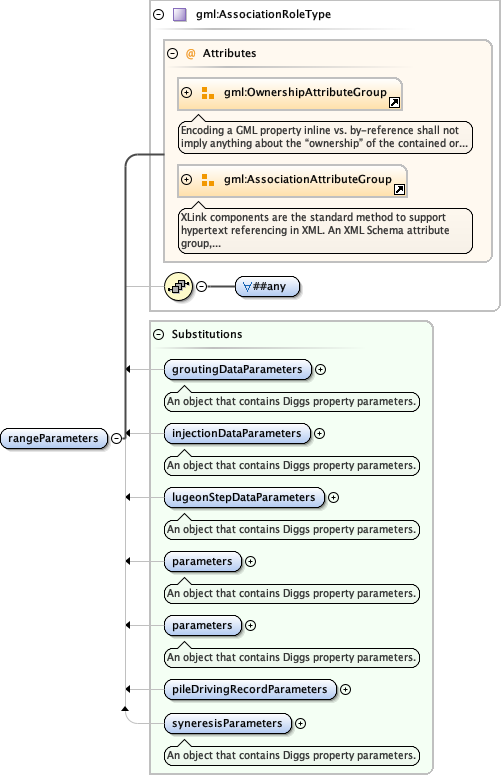 gml:AssociationRoleType
@ Attributes
gml:OwnershipAttributeGroup
Encoding a GML property inline vs. by-reference shall not
imply anything about the “ownership” of the contained or...
gml:AssociationAttributeGroup
XLink components are the standard method to support
hypertext referencing in XML. An XML Schema attribute
group,...
∀##any
Substitutions
groutingDataParameters
An object that contains Diggs property parameters.
rangeParameters
injectionDataParameters
An object that contains Diggs property parameters.
lugeonStepDataParameters
An object that contains Diggs property parameters.
parameters
An object that contains Diggs property parameters.
parameters
An object that contains Diggs property parameters.
pileDrivingRecordParameters
syneresisParameters
An object that contains Diggs property parameters.